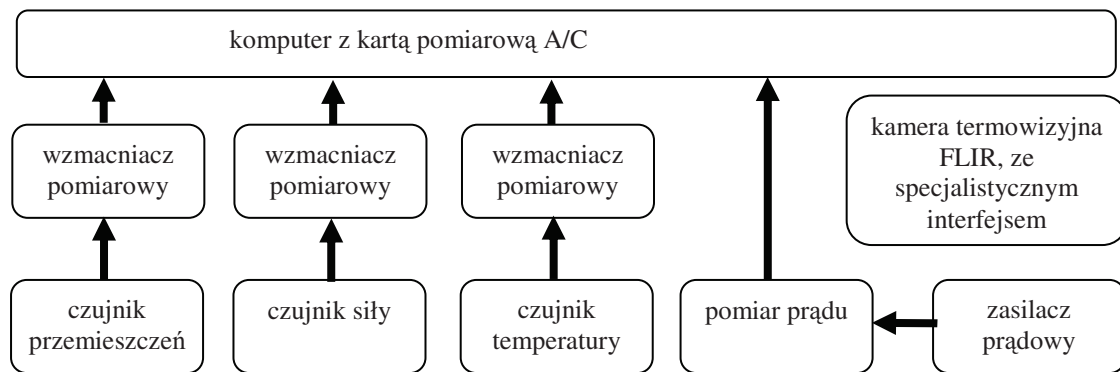 komputer z kartą pomiarową A/C
wzmacniacz
pomiarowy
wzmacniacz
pomiarowy
wzmacniacz
pomiarowy
kamera termowizyjna
FLIR, ze
specjalistycznym
interfejsem
czujnik
przemieszczeń
czujnik siły
czujnik
temperatury
pomiar prądu
zasilacz
prądowy